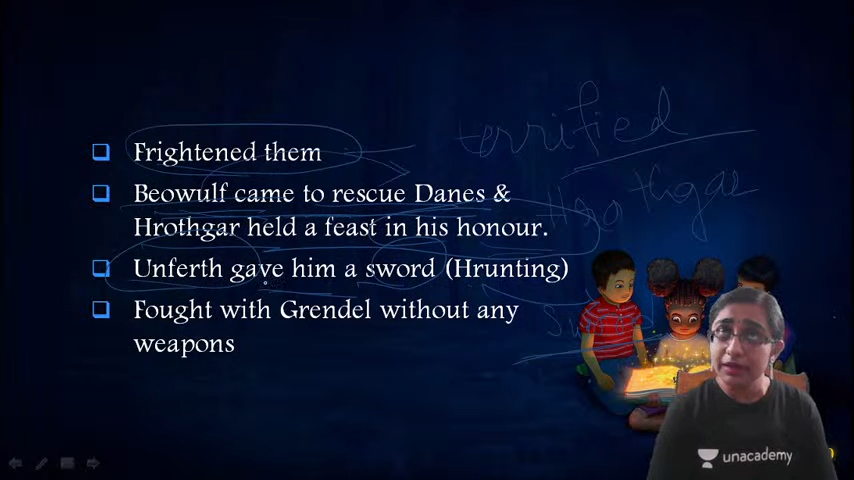 terrified
Frightened them
Beowulf came to rescue Danes &
Hrothgar
Hrothgar held a feast in his honour.
Unferth gave him a sword (Hrunting)
Fought with Grendel without any
weapons
unacademy